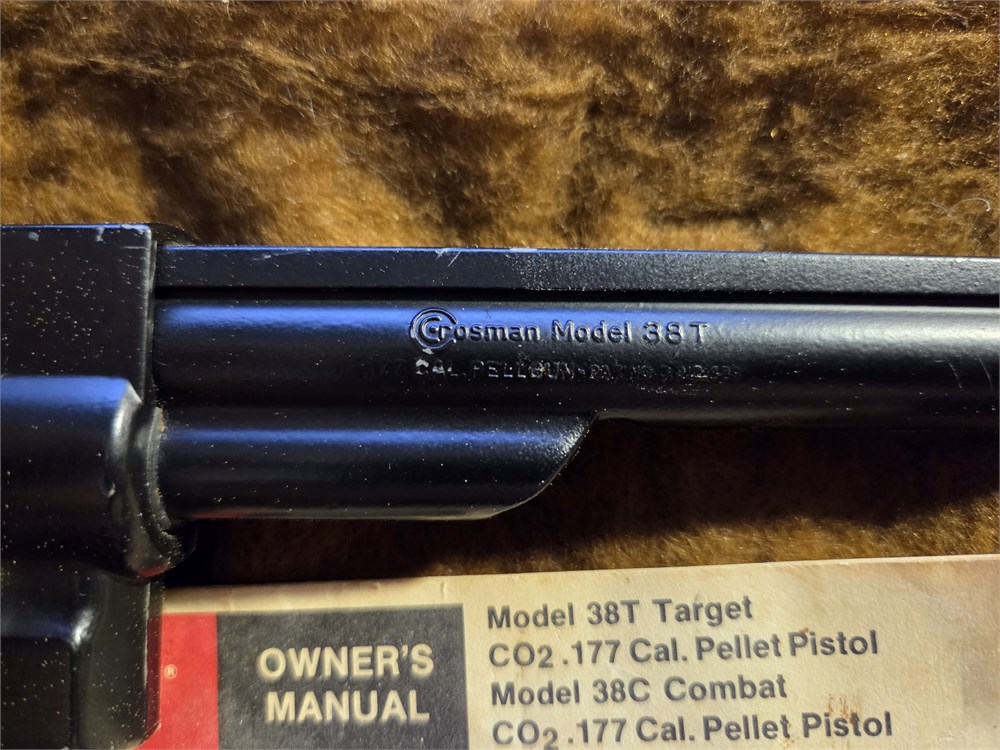 Crosman Model 38T
.177 CAL. PELLGUN-
®
OWNER'S
MANUAL
Model 38T Target
CO2 .177 Cal. Pellet Pistol
Model 38C Combat
CO2 .177 Cal. Pellet Pistol